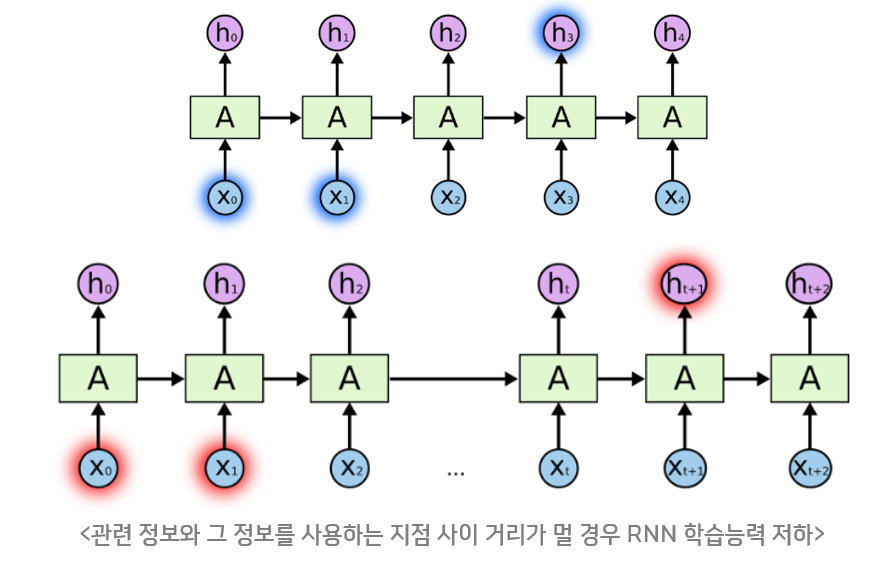 h₀ h₁ h₂ h₃ h₄
A A A A A
x₀ x₁ x₂ x₃ x₄
h₀ h₁ h₂ hₜ hₜ₊₁ hₜ₊₂
A A A A A A
x₀ x₁ x₂ ... xₜ xₜ₊₁ xₜ₊₂
<관련 정보와 그 정보를 사용하는 지점 사이 거리가 멀 경우 RNN 학습능력 저하>